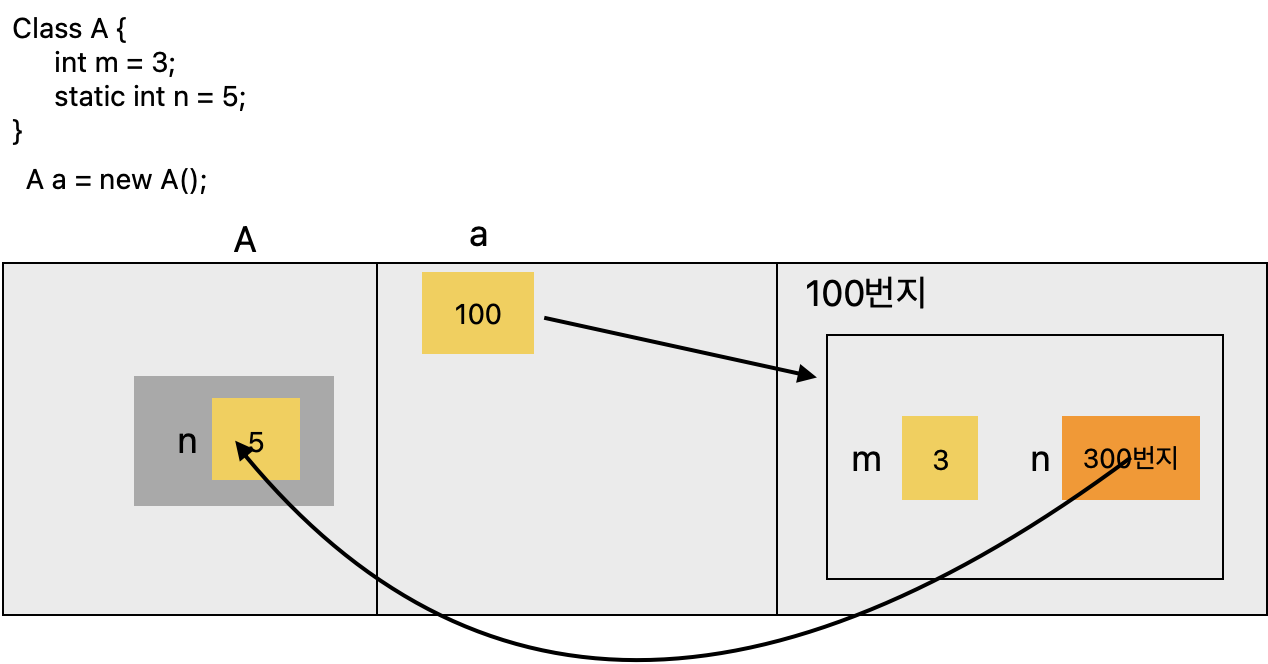 Class A {
int m = 3;
static int n = 5;
}
A a = new A();
A a
100 100번지
n 5 m 3 n 300번지